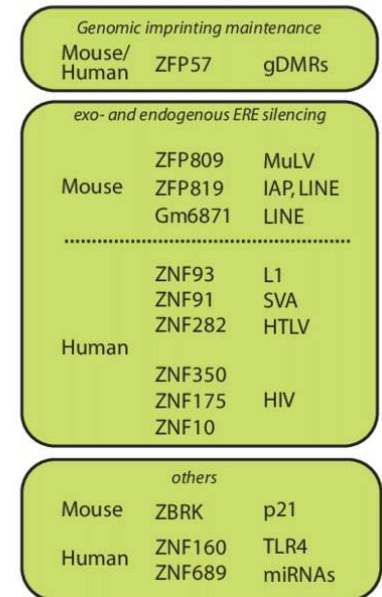 Genomic imprinting maintenance
Mouse/
Human ZFP57 gDMRs
exo- and endogenous ERE silencing
ZFP809 MuLV
Mouse ZFP819 IAP, LINE
Gm6871 LINE
ZNF93 L1
ZNF91 SVA
ZNF282 HTLV
Human
ZNF350
ZNF175 HIV
ZNF10
others
Mouse ZBRK p21
Human ZNF160 TLR4
ZNF689 miRNAs